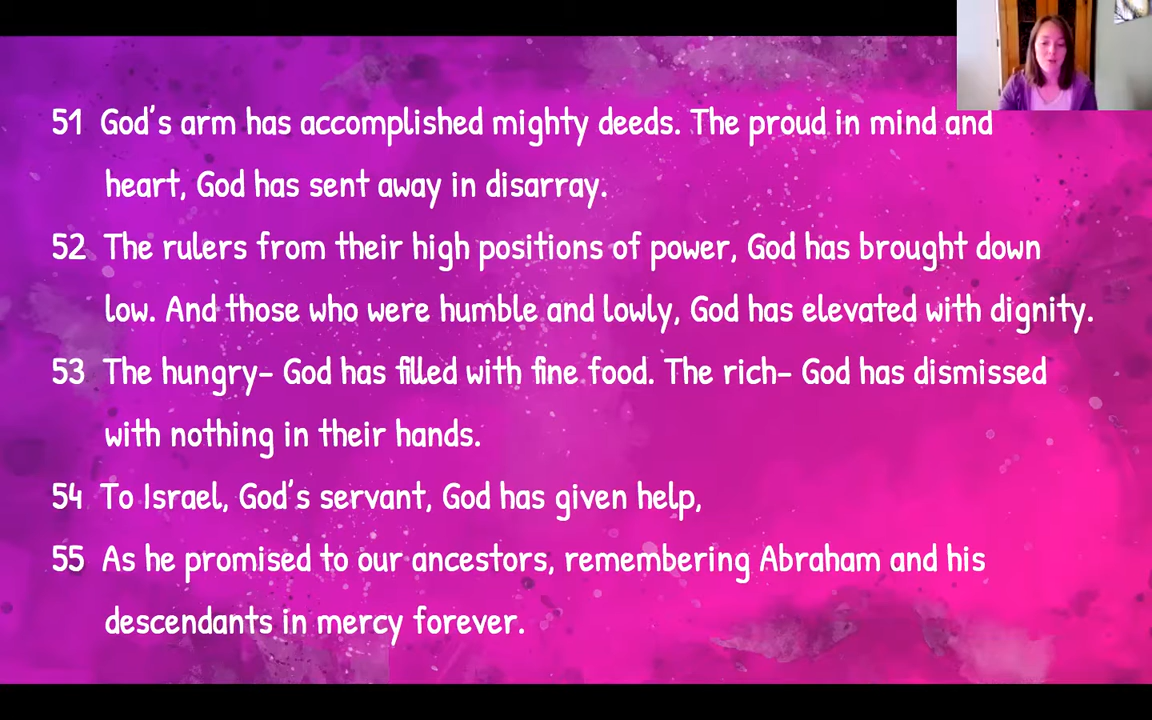 51 God's arm has accomplished mighty deeds. The proud in mind and
heart, God has sent away in disarray.
52 The rulers from their high positions of power, God has brought down
low. And those who were humble and lowly, God has elevated with dignity.
53 The hungry- God has filled with fine food. The rich- God has dismissed
with nothing in their hands.
54 To Israel, God's servant, God has given help,
55 As he promised to our ancestors, remembering Abraham and his
descendants in mercy forever.